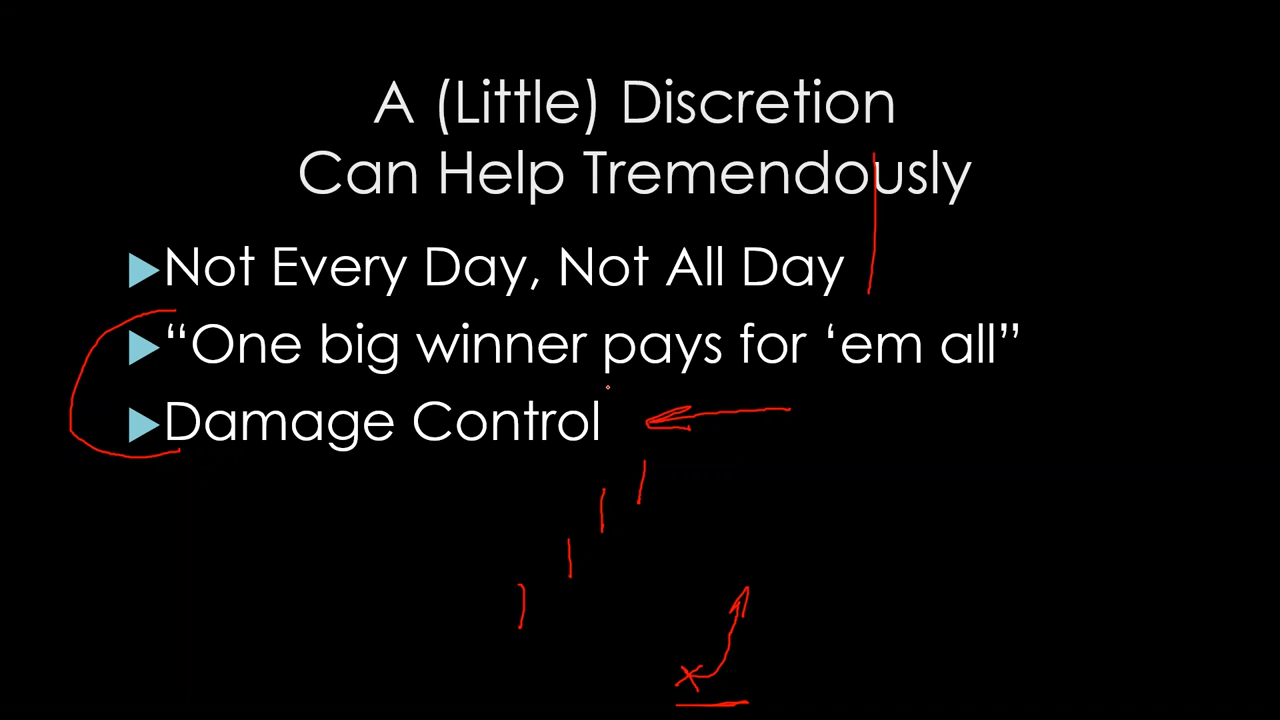 A (Little) Discretion
Can Help Tremendously
Not Every Day, Not All Day
“One big winner pays for ‘em all”
Damage Control